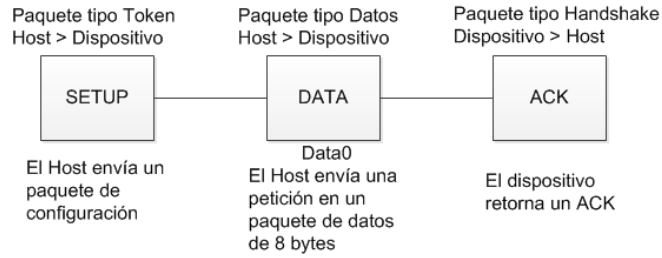 Paquete tipo Token
Host > Dispositivo
Paquete tipo Datos
Host > Dispositivo
Paquete tipo Handshake
Dispositivo > Host
SETUP
DATA
ACK
El Host envía un
paquete de
configuración
Data0
El Host envía una
petición en un
paquete de datos
de 8 bytes
El dispositivo
retorna un ACK